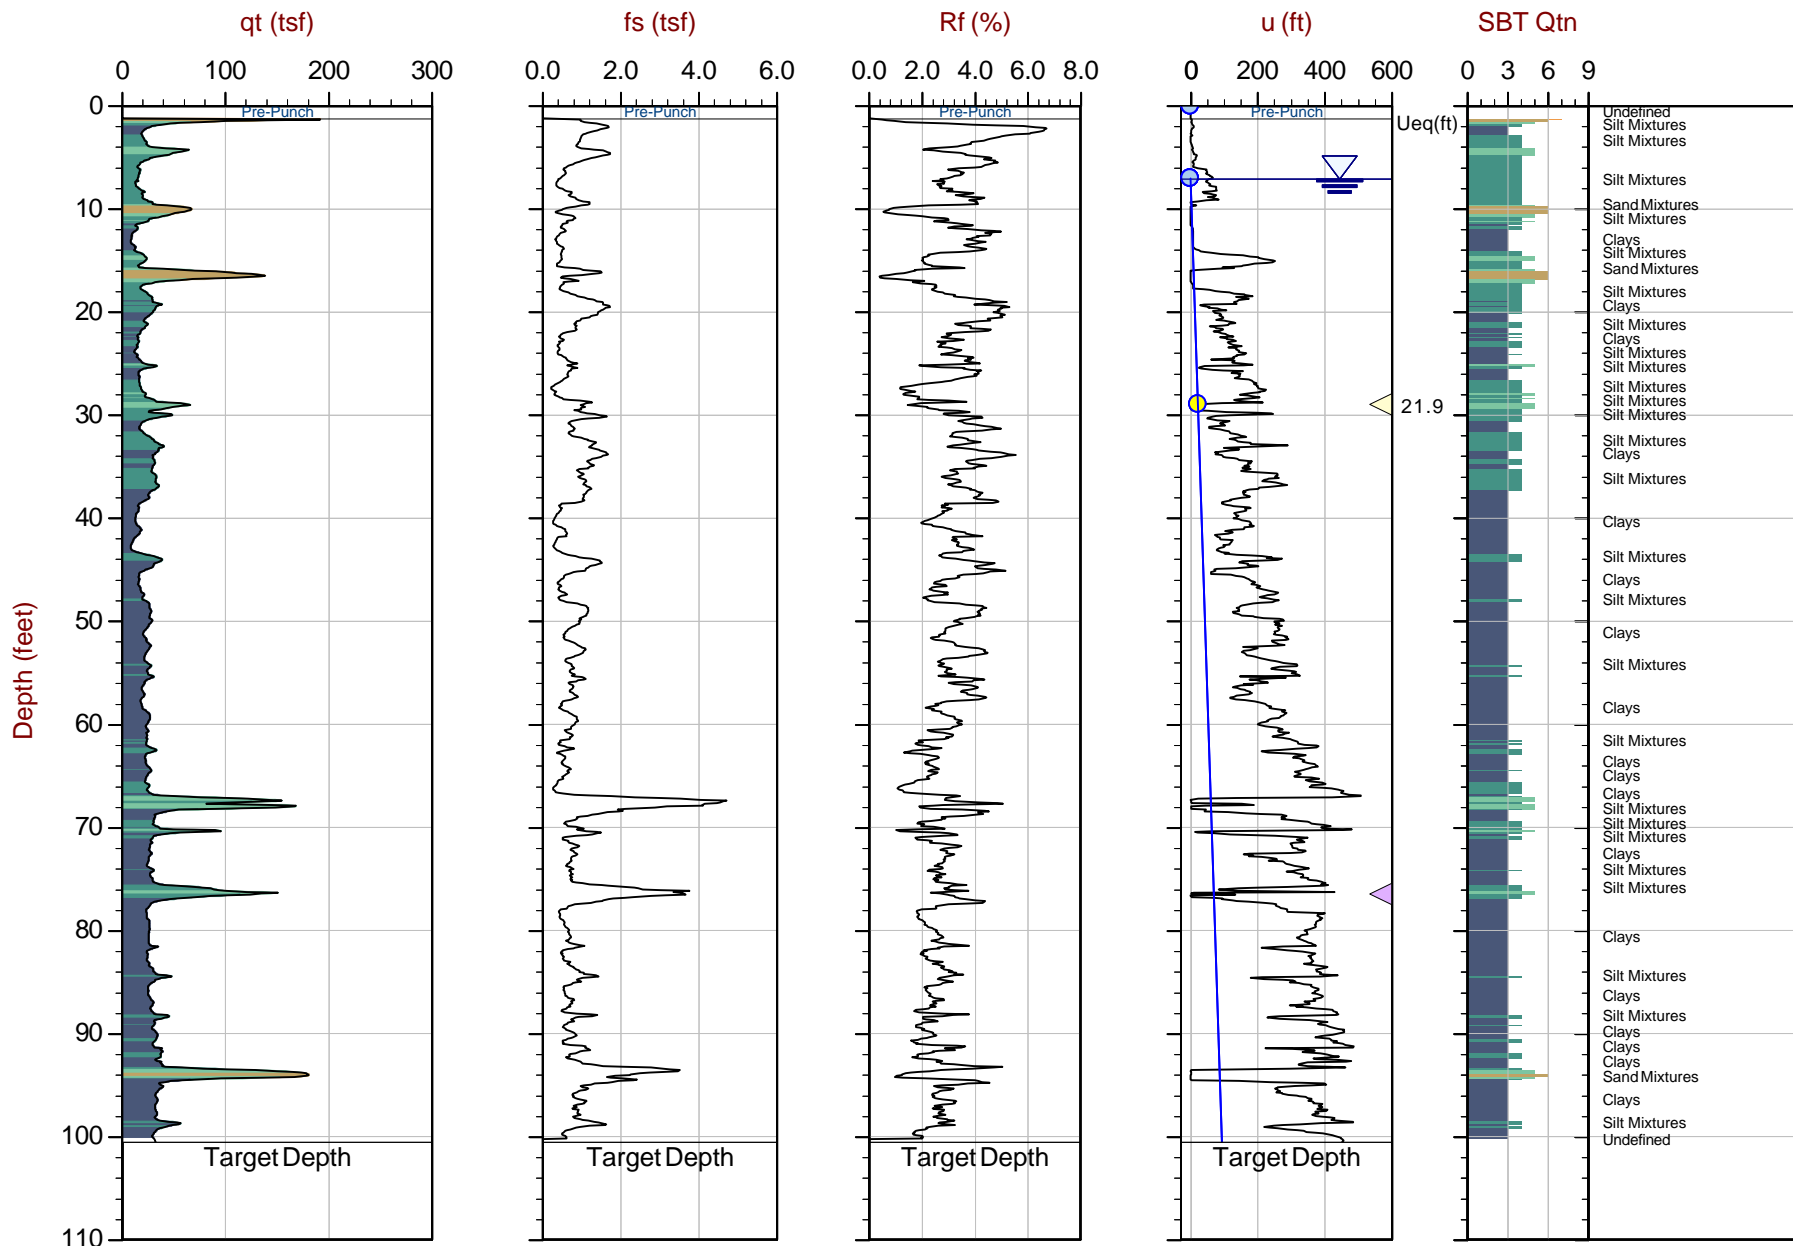 qt (tsf)
fs (tsf)
Rf (%)
u (ft)
SBT Qtn
0 100 200 300
0.0 2.0 4.0 6.0
0.0 2.0 4.0 6.0 8.0
0 200 400 600
0 3 6 9
Depth (feet)
0
10
20
30
40
50
60
70
80
90
100
110
Pre-Punch
Pre-Punch
Pre-Punch
Pre-Punch
Ueq(ft)
21.9
Target Depth
Target Depth
Target Depth
Target Depth
Undefined
Silt Mixtures
Silt Mixtures
Silt Mixtures
Sand Mixtures
Silt Mixtures
Clays
Silt Mixtures
Sand Mixtures
Silt Mixtures
Clays
Silt Mixtures
Clays
Silt Mixtures
Silt Mixtures
Silt Mixtures
Silt Mixtures
Silt Mixtures
Silt Mixtures
Clays
Silt Mixtures
Clays
Silt Mixtures
Clays
Silt Mixtures
Clays
Silt Mixtures
Clays
Silt Mixtures
Clays
Clays
Clays
Silt Mixtures
Silt Mixtures
Silt Mixtures
Clays
Silt Mixtures
Silt Mixtures
Clays
Silt Mixtures
Clays
Silt Mixtures
Clays
Clays
Clays
Sand Mixtures
Clays
Silt Mixtures
Undefined